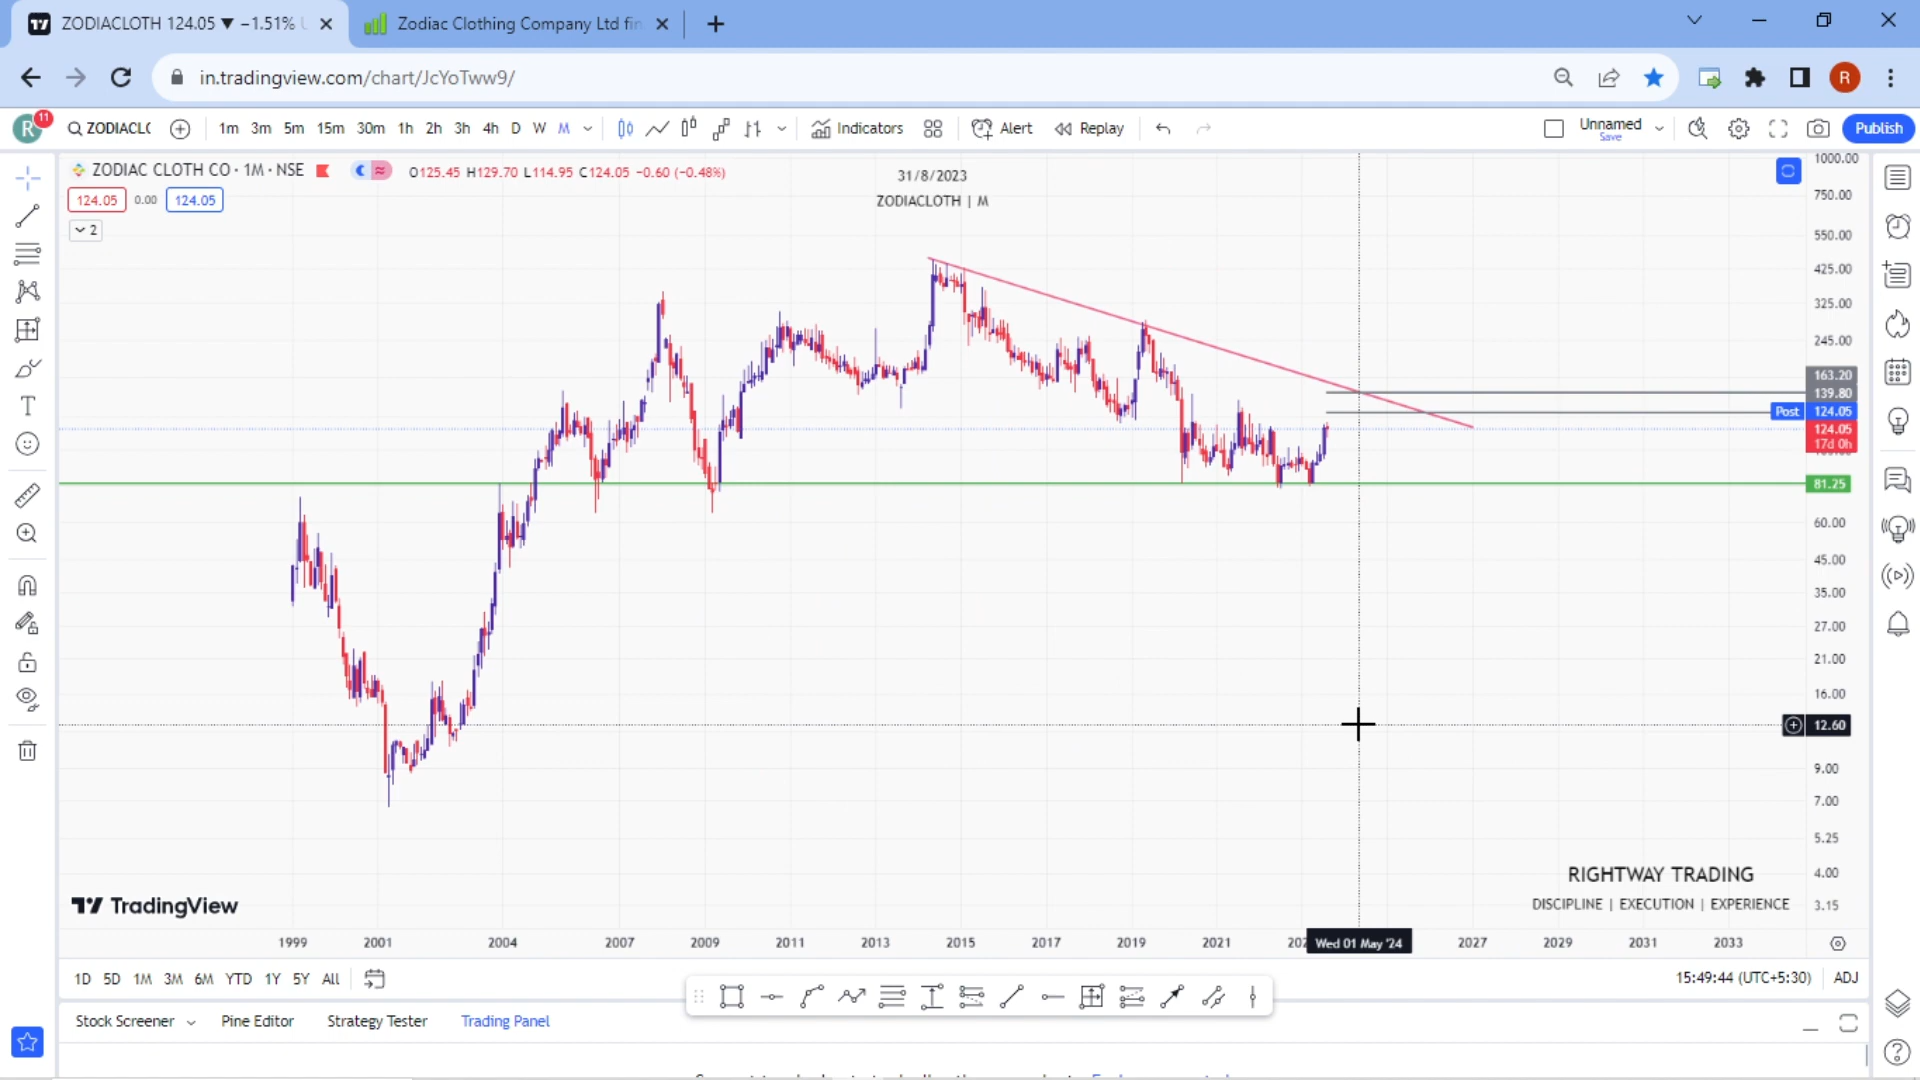 ZODIACLOTH 124.05 ▼ −1.51%
Zodiac Clothing Company Ltd fin
in.tradingview.com/chart/JcYoTww9/
R
R 11
ZODIACLC
1m 3m 5m 15m 30m 1h 2h 3h 4h D W M
Indicators
Alert
Replay
Unnamed
Save
Publish
ZODIAC CLOTH CO · 1M · NSE
O125.45 H129.70 L114.95 C124.05 −0.60 (−0.48%)
124.05 0.00 124.05
2
31/8/2023
ZODIACLOTH | M
1000.00
750.00
550.00
425.00
325.00
245.00
163.20
139.80
Post 124.05
124.05
17d 0h
81.25
60.00
45.00
35.00
27.00
21.00
16.00
12.60
9.00
7.00
5.25
4.00
3.15
RIGHTWAY TRADING
DISCIPLINE | EXECUTION | EXPERIENCE
TradingView
1999 2001 2004 2007 2009 2011 2013 2015 2017 2019 2021 202 Wed 01 May '24 2027 2029 2031 2033
1D 5D 1M 3M 6M YTD 1Y 5Y All
15:49:44 (UTC+5:30) ADJ
Stock Screener Pine Editor Strategy Tester Trading Panel